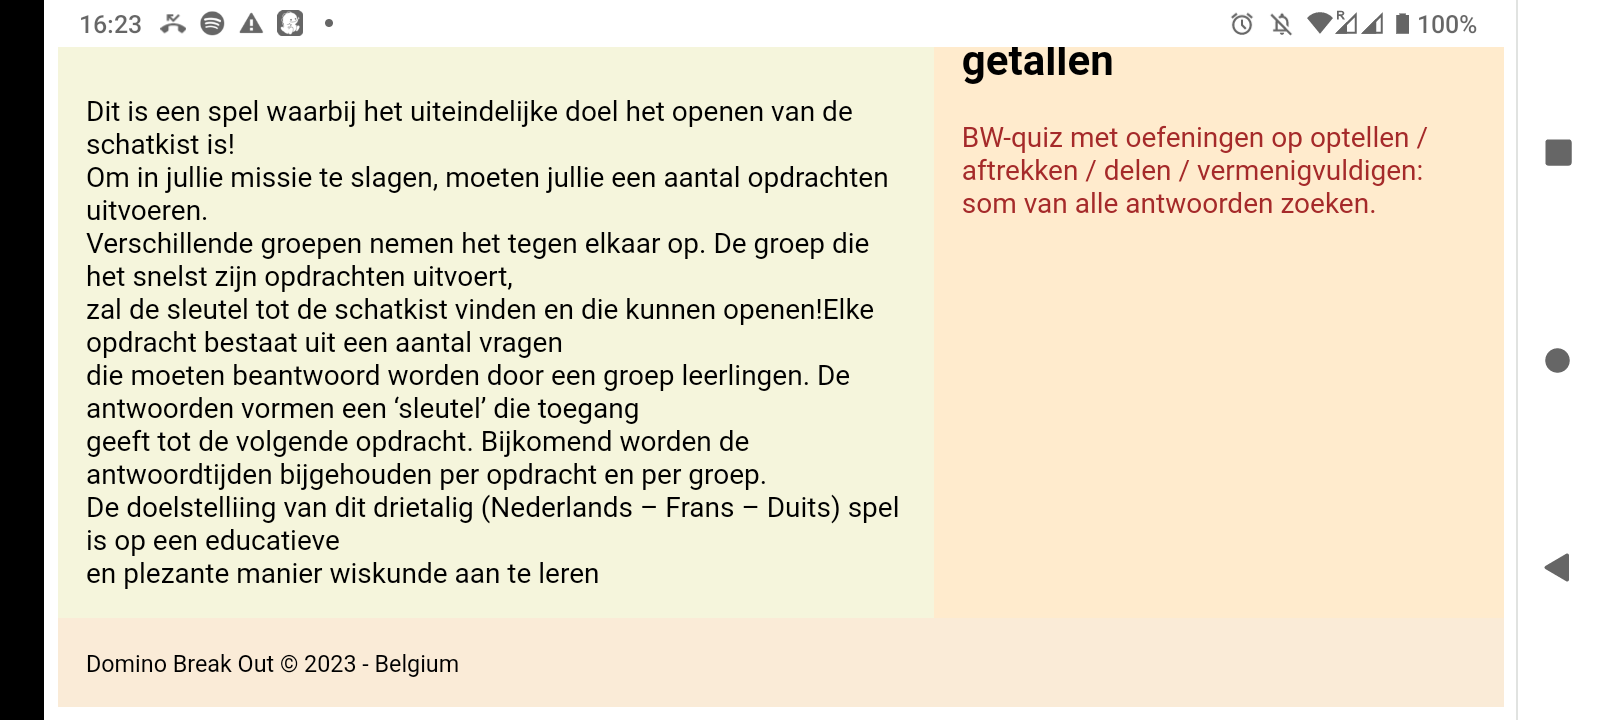 16:23
R
100%
Dit is een spel waarbij het uiteindelijke doel het openen van de
schatkist is!
Om in jullie missie te slagen, moeten jullie een aantal opdrachten
uitvoeren.
Verschillende groepen nemen het tegen elkaar op. De groep die
het snelst zijn opdrachten uitvoert,
zal de sleutel tot de schatkist vinden en die kunnen openen!Elke
opdracht bestaat uit een aantal vragen
die moeten beantwoord worden door een groep leerlingen. De
antwoorden vormen een ‘sleutel’ die toegang
geeft tot de volgende opdracht. Bijkomend worden de
antwoordtijden bijgehouden per opdracht en per groep.
De doelstelliing van dit drietalig (Nederlands – Frans – Duits) spel
is op een educatieve
en plezante manier wiskunde aan te leren
getallen
BW-quiz met oefeningen op optellen /
aftrekken / delen / vermenigvuldigen:
som van alle antwoorden zoeken.
Domino Break Out © 2023 - Belgium